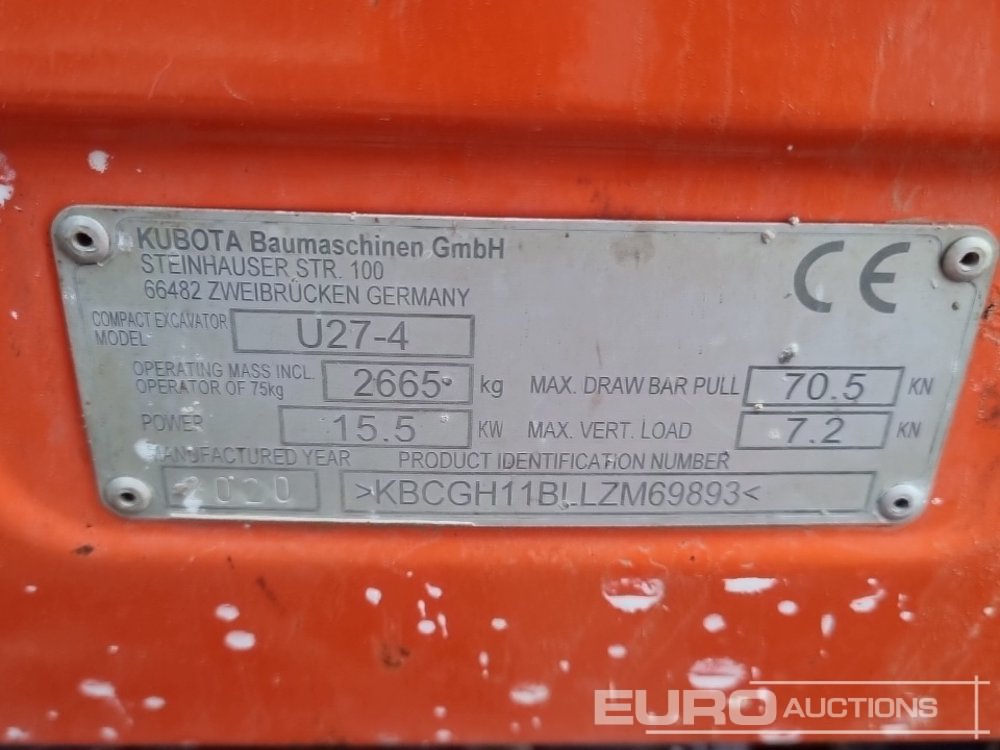 KUBOTA Baumaschinen GmbH
STEINHAUSER STR. 100
66482 ZWEIBRÜCKEN GERMANY
CE
COMPACT EXCAVATOR MODEL U27-4
OPERATING MASS INCL. OPERATOR OF 75kg 2665 kg MAX. DRAW BAR PULL 70.5 KN
POWER 15.5 KW MAX. VERT. LOAD 7.2 KN
MANUFACTURED YEAR PRODUCT IDENTIFICATION NUMBER
2020 >KBCGH11BLLZM69893<
EURO AUCTIONS